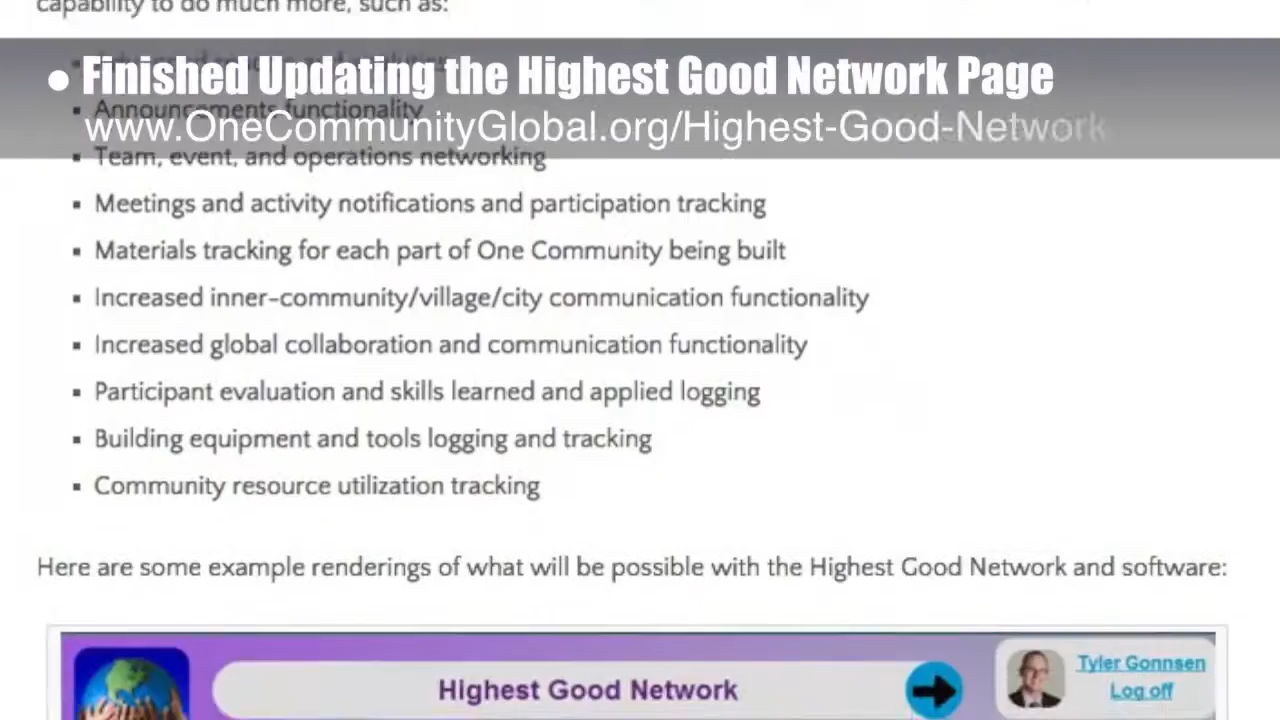 capability to do much more, such as:
● Finished Updating the Highest Good Network Page
▪ Announcements functionality
www.OneCommunityGlobal.org/Highest-Good-Network
▪ Team, event, and operations networking
▪ Meetings and activity notifications and participation tracking
▪ Materials tracking for each part of One Community being built
▪ Increased inner-community/village/city communication functionality
▪ Increased global collaboration and communication functionality
▪ Participant evaluation and skills learned and applied logging
▪ Building equipment and tools logging and tracking
▪ Community resource utilization tracking
Here are some example renderings of what will be possible with the Highest Good Network and software:
Highest Good Network
Tyler Gonnsen
Log off